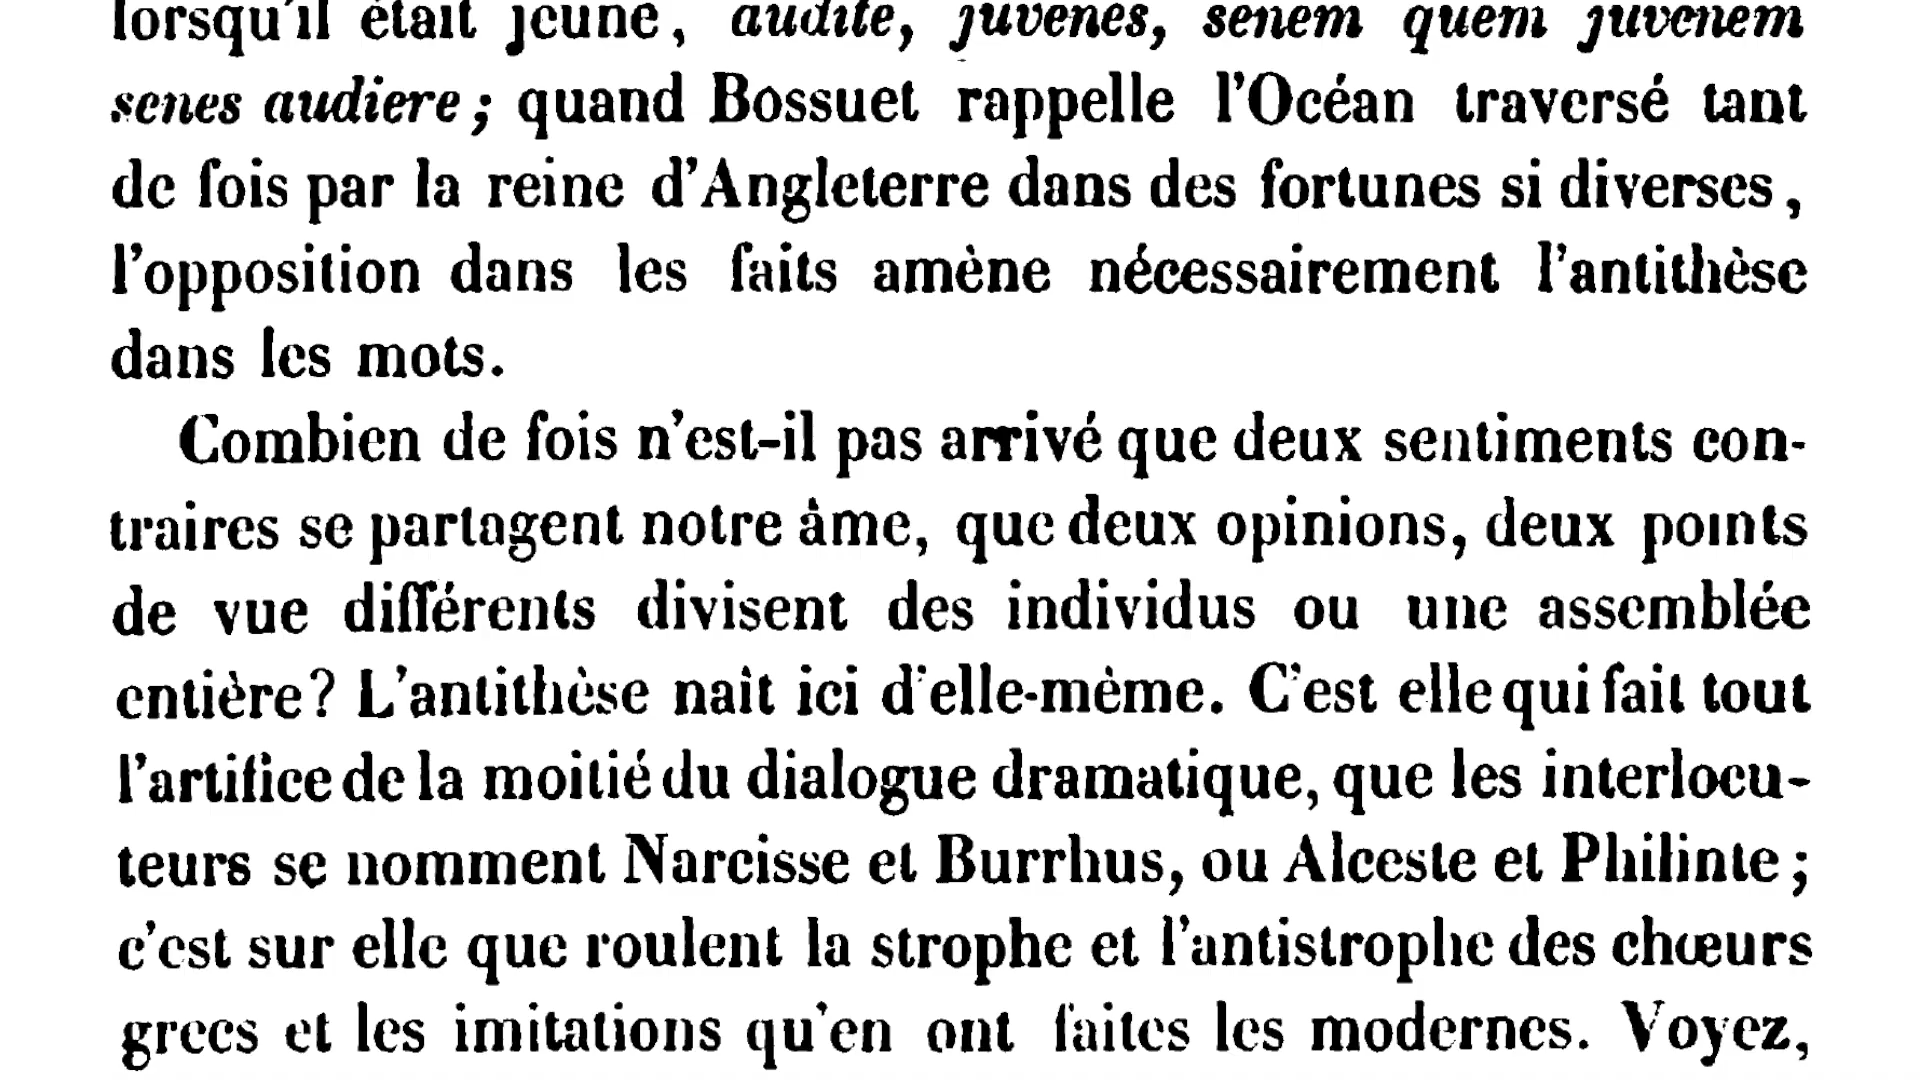 lorsqu'il était jeune, audite, juvenes, senem quem juvenem
senes audiere; quand Bossuet rappelle l'Océan traversé tant
de fois par la reine d'Angleterre dans des fortunes si diverses,
l'opposition dans les faits amène nécessairement l'antithèse
dans les mots.
Combien de fois n'est-il pas arrivé que deux sentiments con-
traires se partagent notre âme, que deux opinions, deux points
de vue différents divisent des individus ou une assemblée
entière? L'antithèse naît ici d'elle-même. C'est elle qui fait tout
l'artifice de la moitié du dialogue dramatique, que les interlocu-
teurs se nomment Narcisse et Burrhus, ou Alceste et Philinte;
c'est sur elle que roulent la strophe et l'antistrophe des chœurs
grecs et les imitations qu'en ont faites les modernes. Voyez,